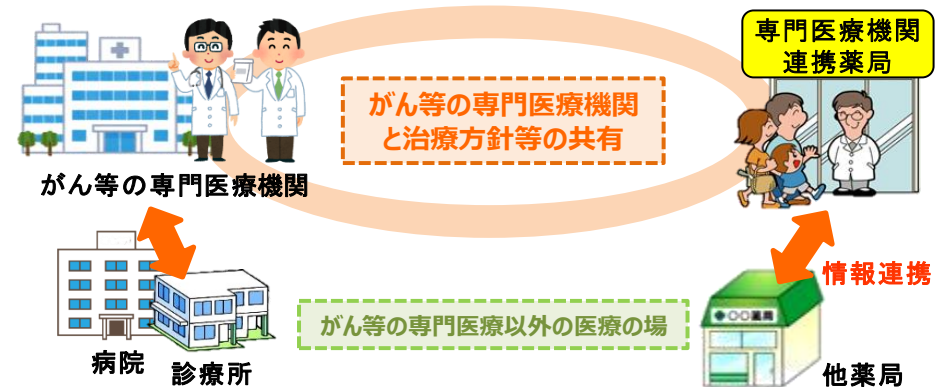 専門医療機関
連携薬局
がん等の専門医療機関
と治療方針等の共有
がん等の専門医療機関
情報連携
○○薬局
がん等の専門医療以外の医療の場
病院
診療所
他薬局